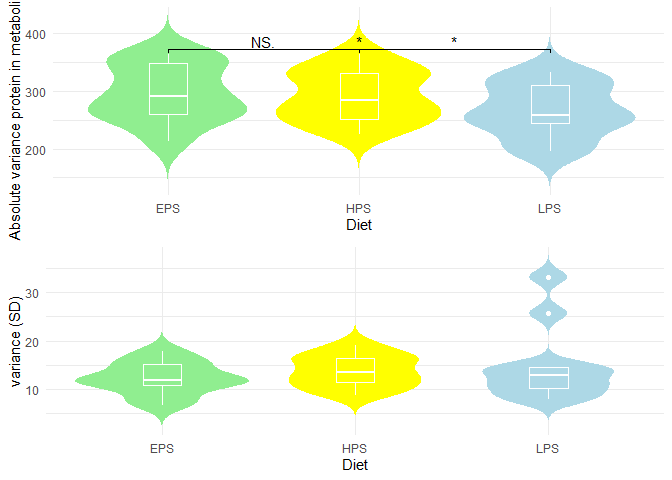 Absolute variance protein in metaboli
400
300
200
NS.
*
*
EPS
HPS
LPS
Diet
variance (SD)
30
20
10
EPS
HPS
LPS
Diet